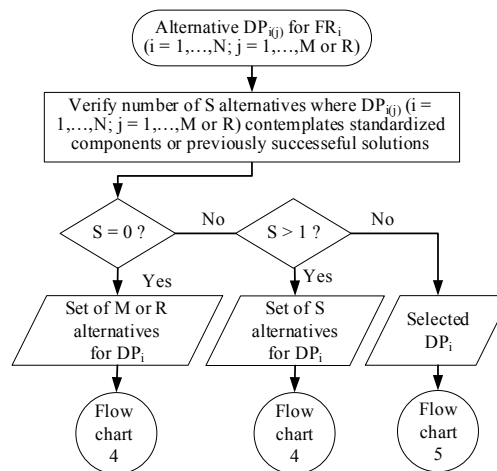 Alternative DPi(j) for FRi
(i = 1,…,N; j = 1,…,M or R)
Verify number of S alternatives where DPi(j) (i =
1,…,N; j = 1,…,M or R) contemplates standardized
components or previously successeful solutions
S = 0 ?
No
S > 1 ?
No
Yes
Yes
Set of M or R
alternatives
for DPi
Set of S
alternatives
for DPi
Selected
DPi
Flow
chart
4
Flow
chart
4
Flow
chart
5